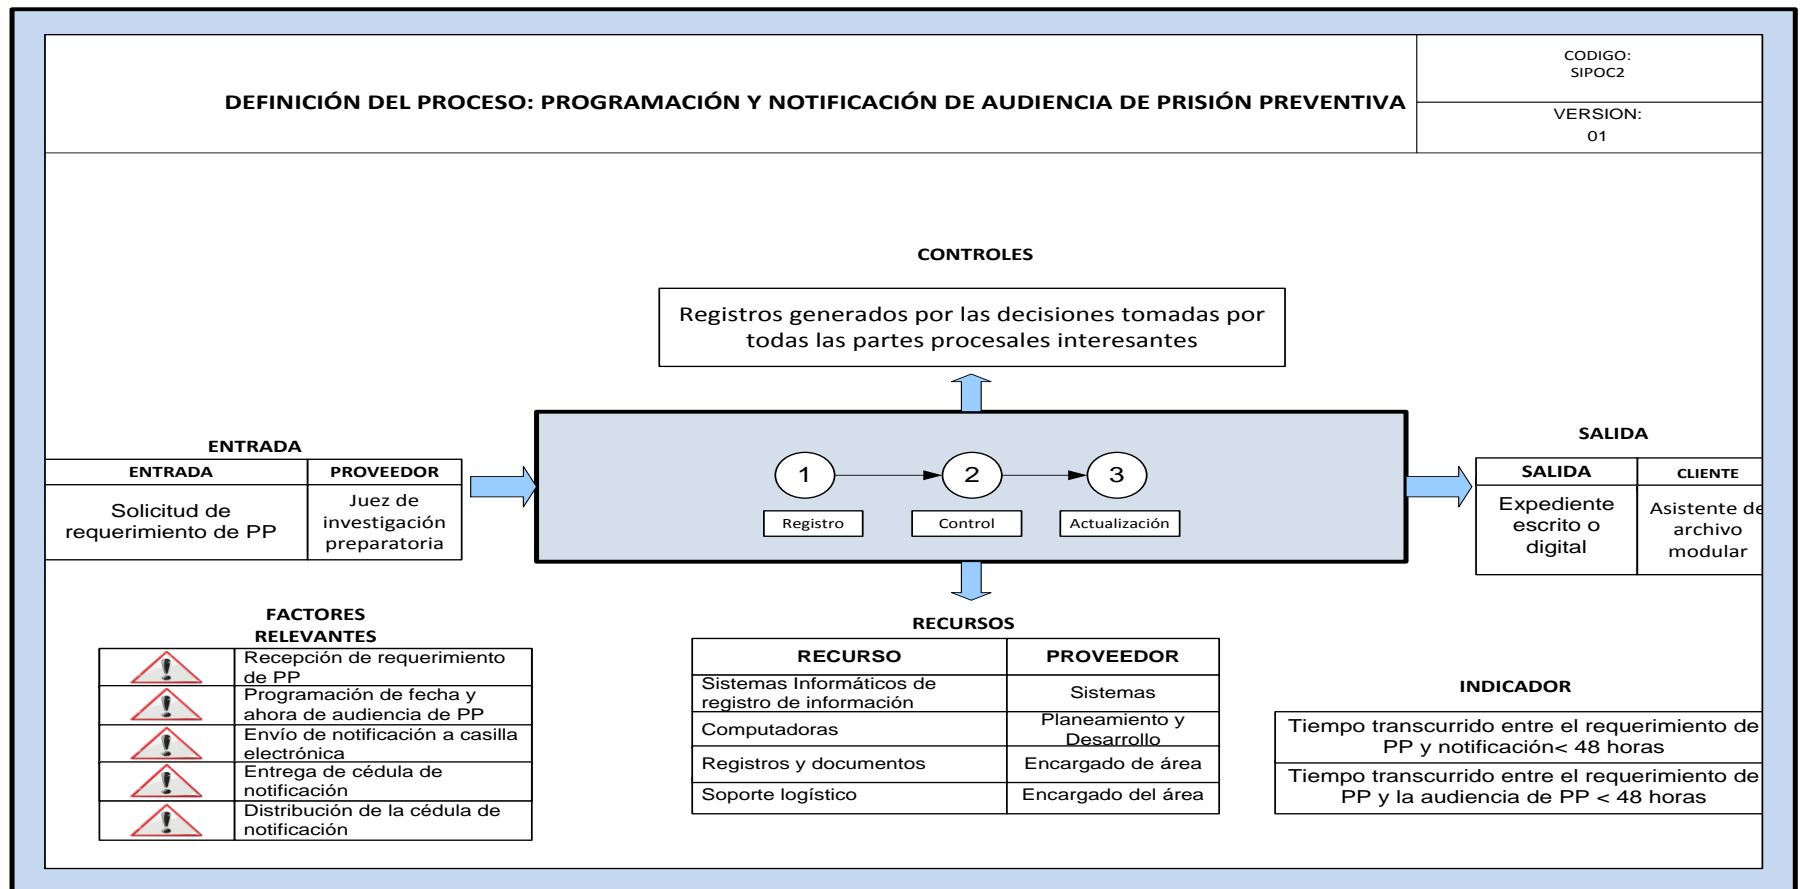 DEFINICIÓN DEL PROCESO: PROGRAMACIÓN Y NOTIFICACIÓN DE AUDIENCIA DE PRISIÓN PREVENTIVA
CODIGO:
SIPOC2
VERSION:
01
CONTROLES
Registros generados por las decisiones tomadas por
todas las partes procesales interesantes
ENTRADA
ENTRADA PROVEEDOR
Solicitud de
requerimiento de PP
Juez de
investigación
preparatoria
1 2 3
Registro Control Actualización
SALIDA
SALIDA CLIENTE
Expediente
escrito o
digital
Asistente de
archivo
modular
FACTORES
RELEVANTES
Recepción de requerimiento
de PP
Programación de fecha y
ahora de audiencia de PP
Envío de notificación a casilla
electrónica
Entrega de cédula de
notificación
Distribución de la cédula de
notificación
RECURSOS
RECURSO PROVEEDOR
Sistemas Informáticos de
registro de información
Sistemas
Computadoras
Planeamiento y
Desarrollo
Registros y documentos Encargado de área
Soporte logístico Encargado del área
INDICADOR
Tiempo transcurrido entre el requerimiento de
PP y notificación< 48 horas
Tiempo transcurrido entre el requerimiento de
PP y la audiencia de PP < 48 horas